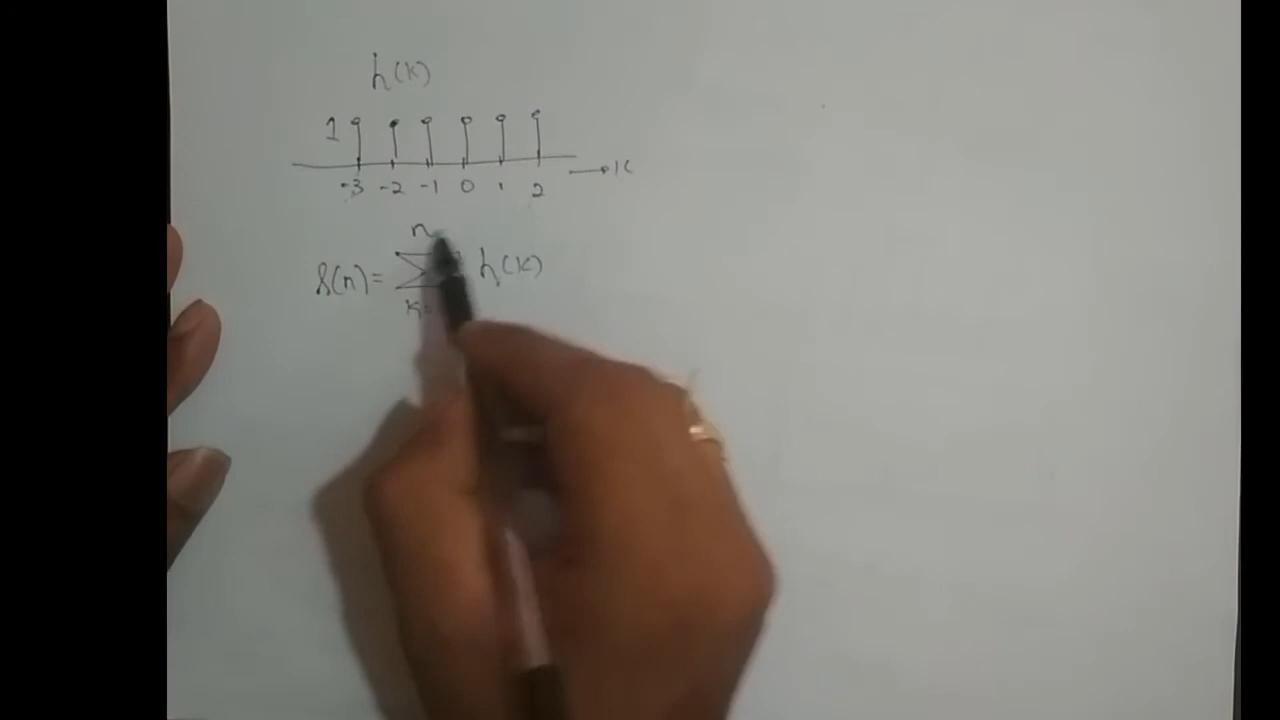 h(k)
1
-3 -2 -1 0 1 2 → k
n
s(n) = Σ h(k)
k=